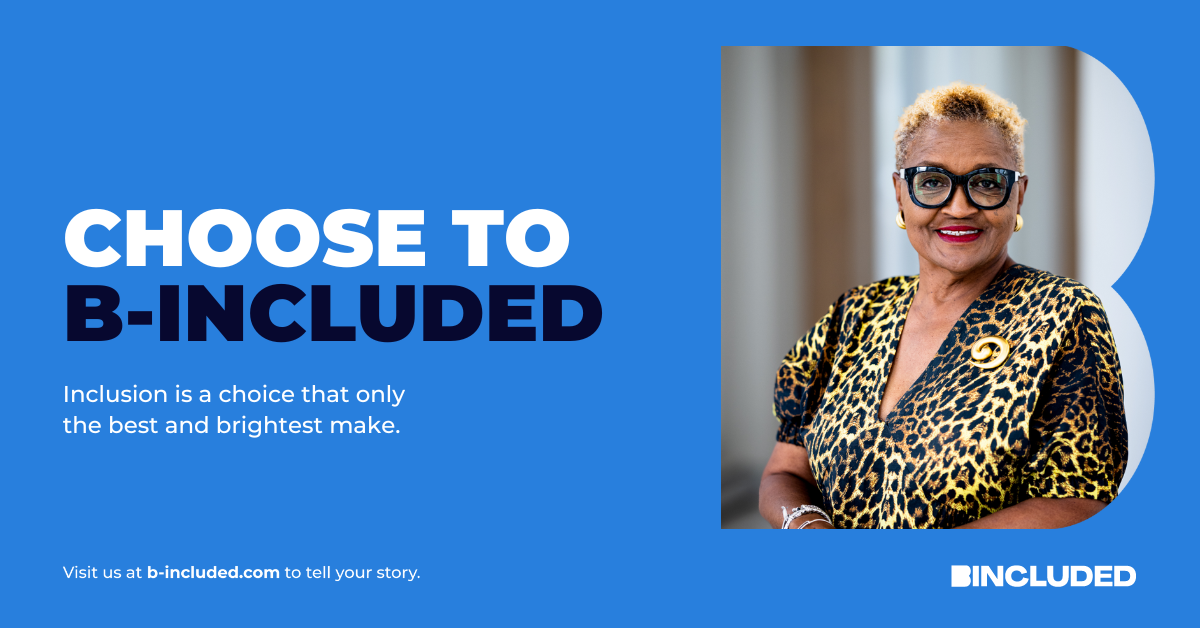 CHOOSE TO
B-INCLUDED
Inclusion is a choice that only
the best and brightest make.
Visit us at b-included.com to tell your story.
BINCLUDED